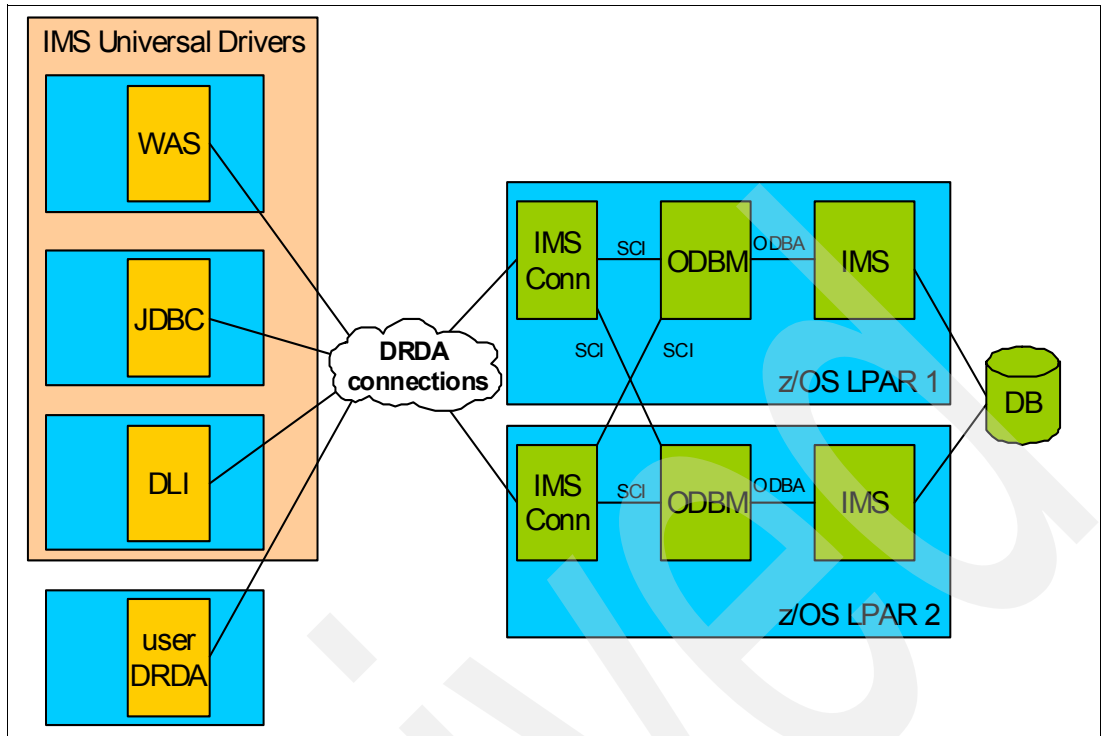 IMS Universal Drivers
WAS
JDBC
DLI
user
DRDA
DRDA
connections
IMS
Conn
SCI
ODBM
ODBA
IMS
SCI
SCI
z/OS LPAR 1
IMS
Conn
SCI
ODBM
ODBA
IMS
z/OS LPAR 2
DB